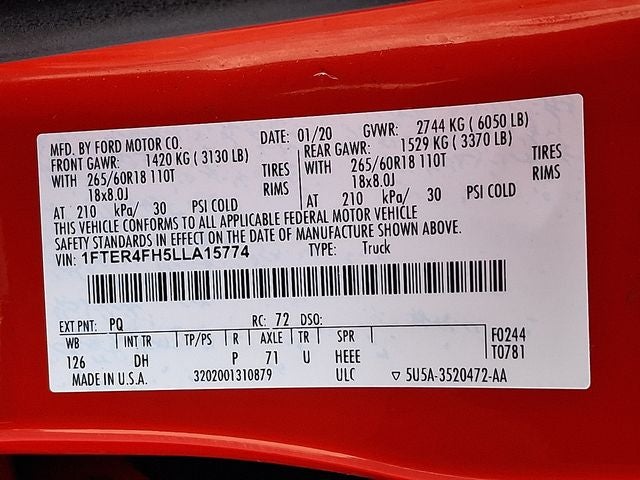 MFD. BY FORD MOTOR CO. DATE: 01/20 GVWR: 2744 KG (6050 LB)
FRONT GAWR: 1420 KG (3130 LB) REAR GAWR: 1529 KG (3370 LB)
WITH 265/60R18 110T TIRES WITH 265/60R18 110T TIRES
18x8.0J RIMS 18x8.0J RIMS
AT 210 kPa/ 30 PSI COLD AT 210 kPa/ 30 PSI COLD
THIS VEHICLE CONFORMS TO ALL APPLICABLE FEDERAL MOTOR VEHICLE
SAFETY STANDARDS IN EFFECT ON THE DATE OF MANUFACTURE SHOWN ABOVE.
VIN: 1FTER4FH5LLA15774 TYPE: Truck
EXT PNT: PQ RC: 72 DSO:
WB INT TR TP/PS R AXLE TR SPR F0244
126 DH P 71 U HEEE T0781
MADE IN U.S.A. 3202001310879 ULC ▽ 5U5A-3520472-AA